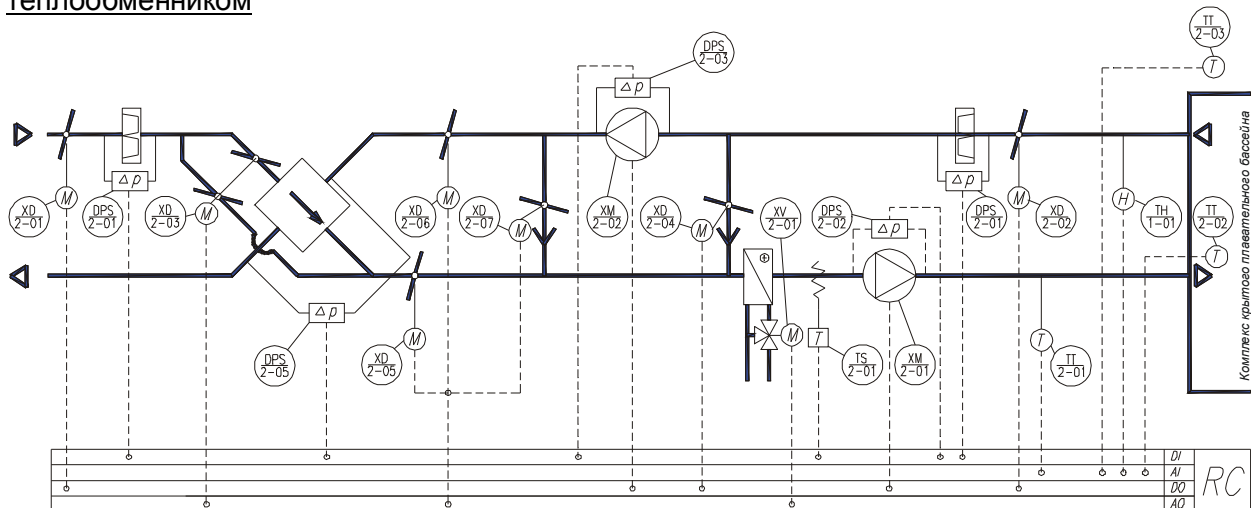 теплообменником
TT
2-03
DPS
2-03
Δ p
T
XD
2-01
M
Δ p
DPS
2-01
XD
2-03
M
XD
2-06
M
XD
2-07
M
XM
2-02
XD
2-04
M
XV
2-01
DPS
2-02
Δ p
Δ p
DPS
2-01
M
XD
2-02
H
TH
1-01
TT
2-02
T
Δ p
DPS
2-05
XD
2-05
M
M
T
TS
2-01
XM
2-01
T
TT
2-01
Комплекс крытого плавательного бассейна
DI
AI
DO
AO
RC